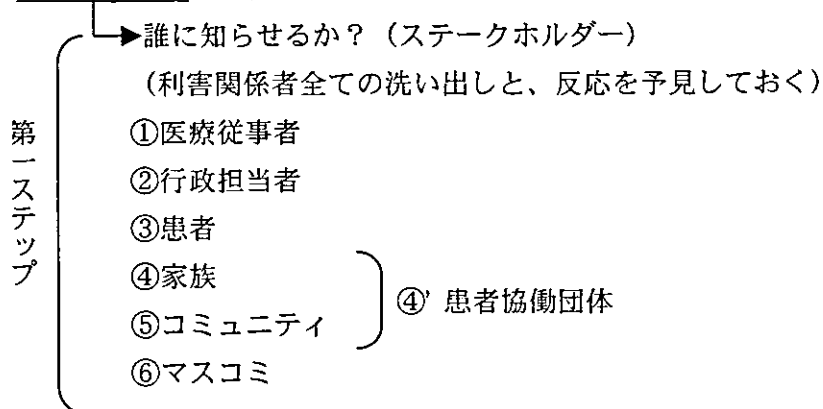 誰に知らせるか？（ステークホルダー）
（利害関係者全ての洗い出しと、反応を予見しておく）
第一ステップ
①医療従事者
②行政担当者
③患者
④家族
⑤コミュニティ
④’患者協働団体
⑥マスコミ